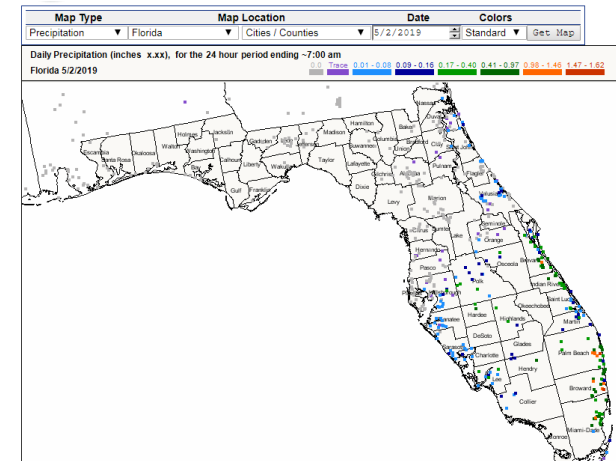 Map Type Map Location Date Colors
Precipitation Florida Cities / Counties 5/2/2019 Standard Get Map
Daily Precipitation (inches x.xx), for the 24 hour period ending ~7:00 am
Florida 5/2/2019 0.0 Trace 0.01 - 0.08 0.09 - 0.16 0.17 - 0.40 0.41 - 0.97 0.98 - 1.46 1.47 - 1.62
Nassau
Duval
Holmes Jackson Hamilton
Madison Baker
Escambia Okaloosa Walton Washington Gadsden Columbia
Santa Rosa Calhoun Suwannee Union Bradford Clay
Bay Liberty Wakulla Taylor Lafayette
Gulf Franklin Gilchrist Alachua Putnam Flagler
Dixie
Levy Marion Volusia
Citrus Sumter Lake Seminole
Hernando Orange
Pasco Osceola Brevard
Polk
Hillsborough Indian River
Manatee Hardee Okeechobee Saint Lucie
Highlands Martin
DeSoto
Sarasota Charlotte Glades Palm Beach
Lee Hendry
Broward
Collier
Miami-Dade
Monroe